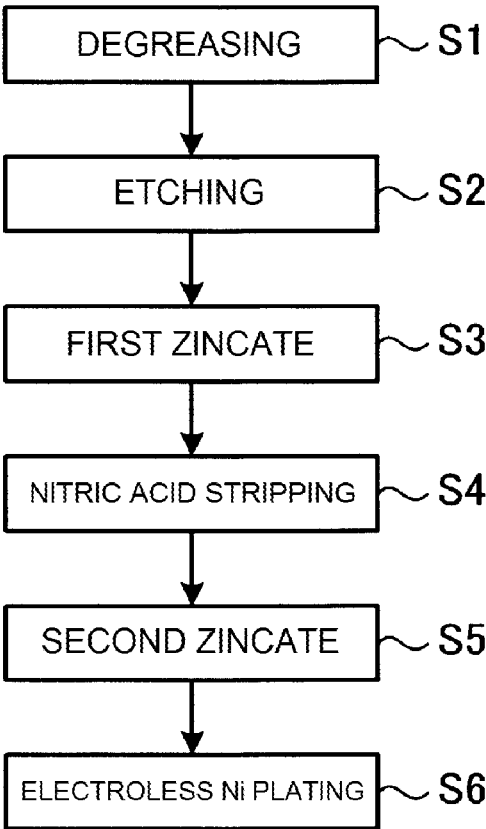 DEGREASING S1
ETCHING S2
FIRST ZINCATE S3
NITRIC ACID STRIPPING S4
SECOND ZINCATE S5
ELECTROLESS Ni PLATING S6